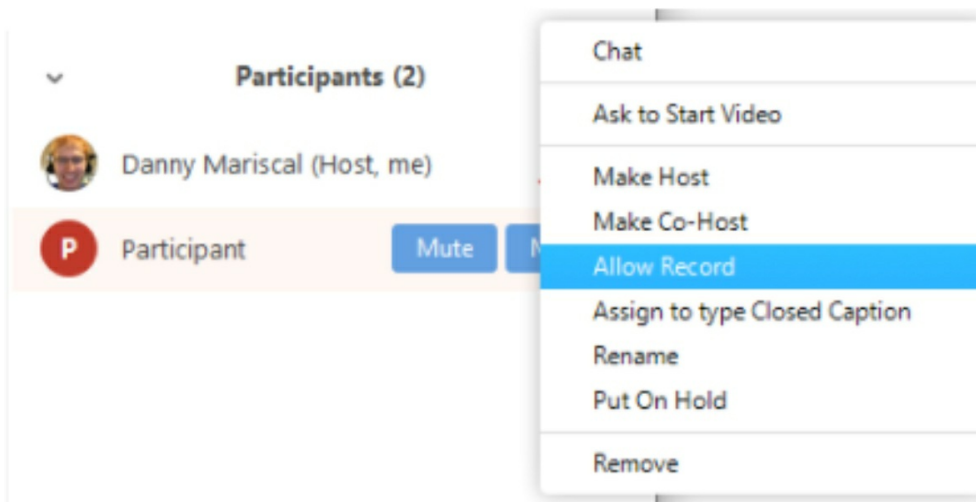 Participants (2)
Danny Mariscal (Host, me)
P
Participant
Mute
Chat
Ask to Start Video
Make Host
Make Co-Host
Allow Record
Assign to type Closed Caption
Rename
Put On Hold
Remove